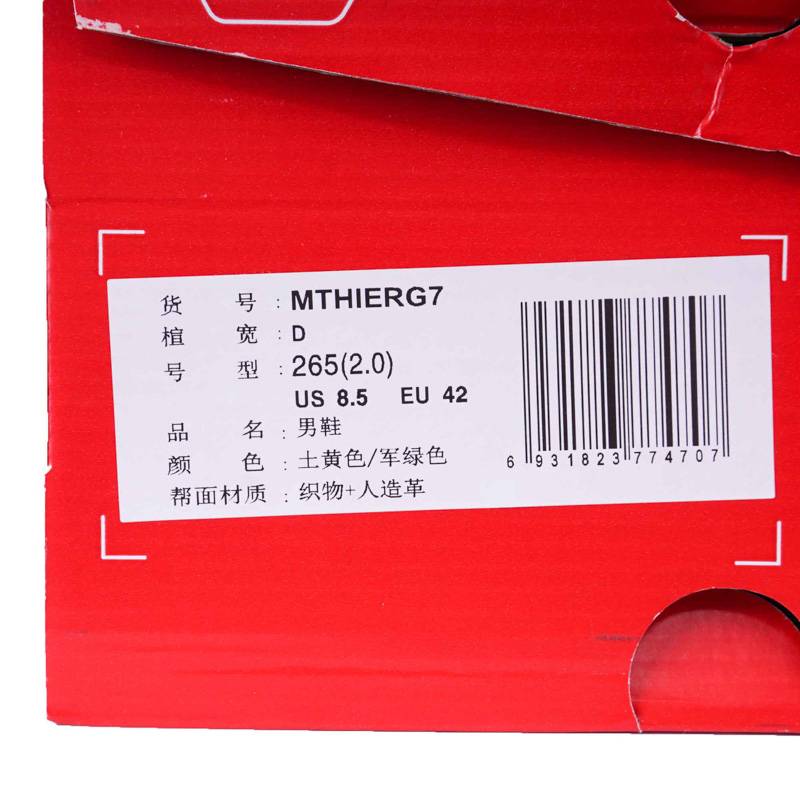 货 号 : MTHIERG7
楦 宽 : D
号 型 : 265(2.0)
US 8.5 EU 42
品 名 : 男鞋
颜 色 : 土黄色/军绿色
帮面材质 : 织物+人造革
6 931823 774707